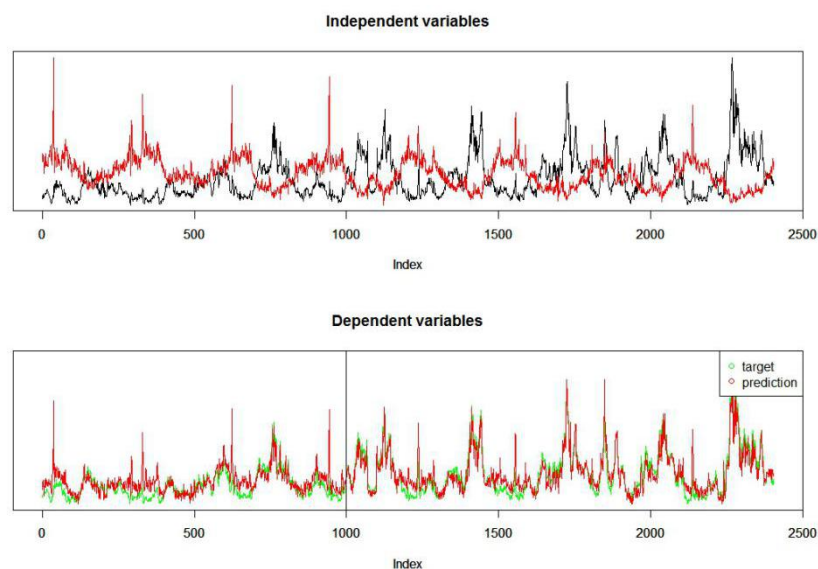 Independent variables
0 500 1000 1500 2000 2500
Index
Dependent variables
target
prediction
0 500 1000 1500 2000 2500
Index